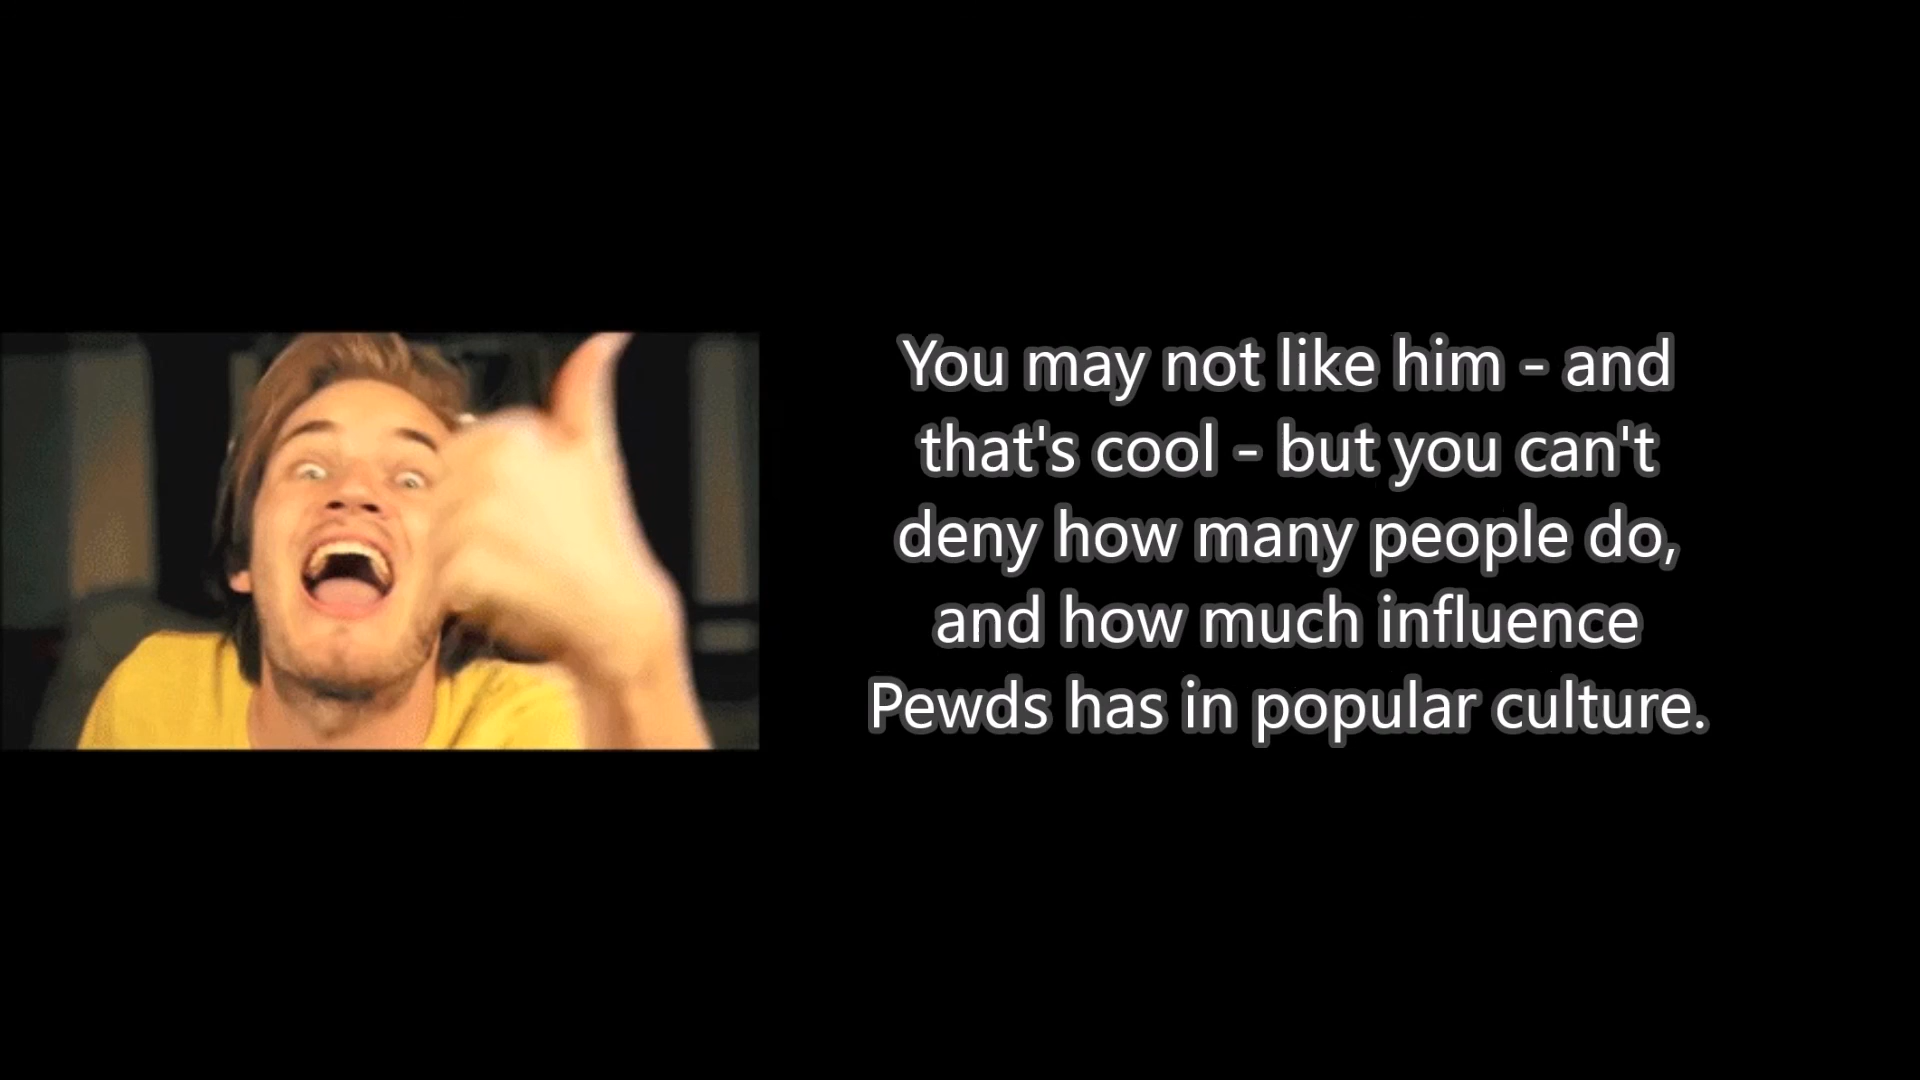 You may not like him - and
that's cool - but you can't
deny how many people do,
and how much influence
Pewds has in popular culture.